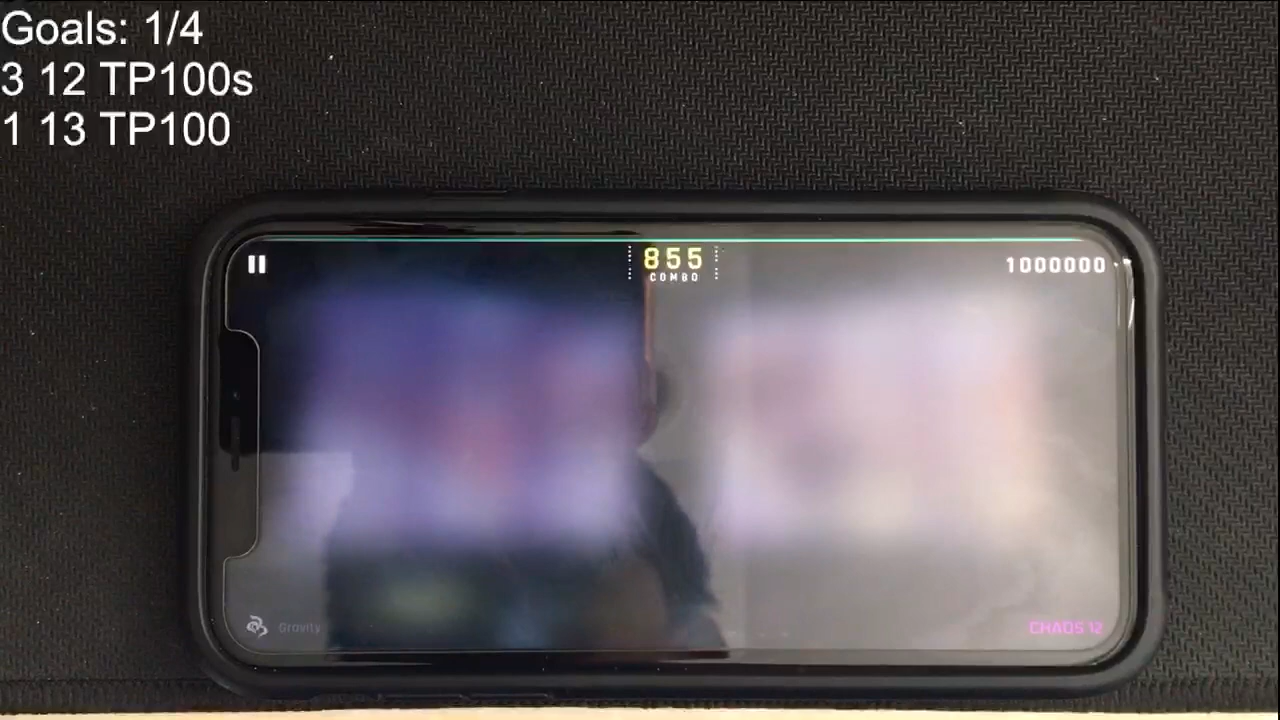 Goals: 1/4
3 12 TP100s
1 13 TP100
855
COMBO
1000000
Gravity
CHAOS 12